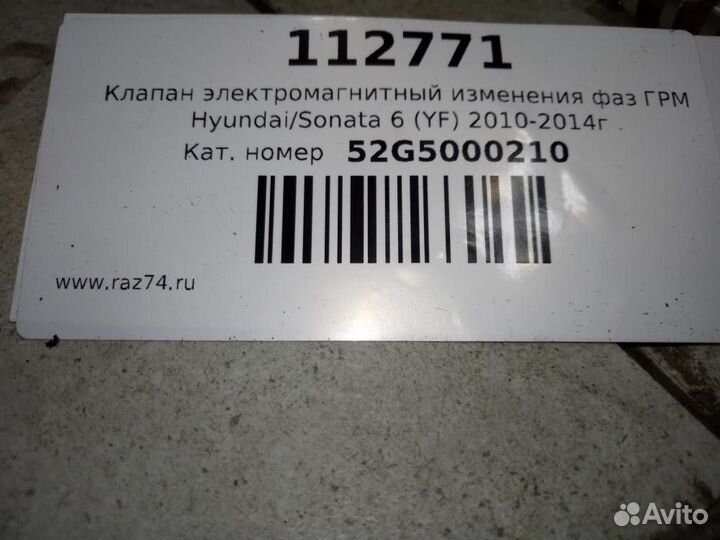 112771
Клапан электромагнитный изменения фаз ГРМ
Hyundai/Sonata 6 (YF) 2010-2014г
Кат. номер 52G5000210
www.raz74.ru
Avito